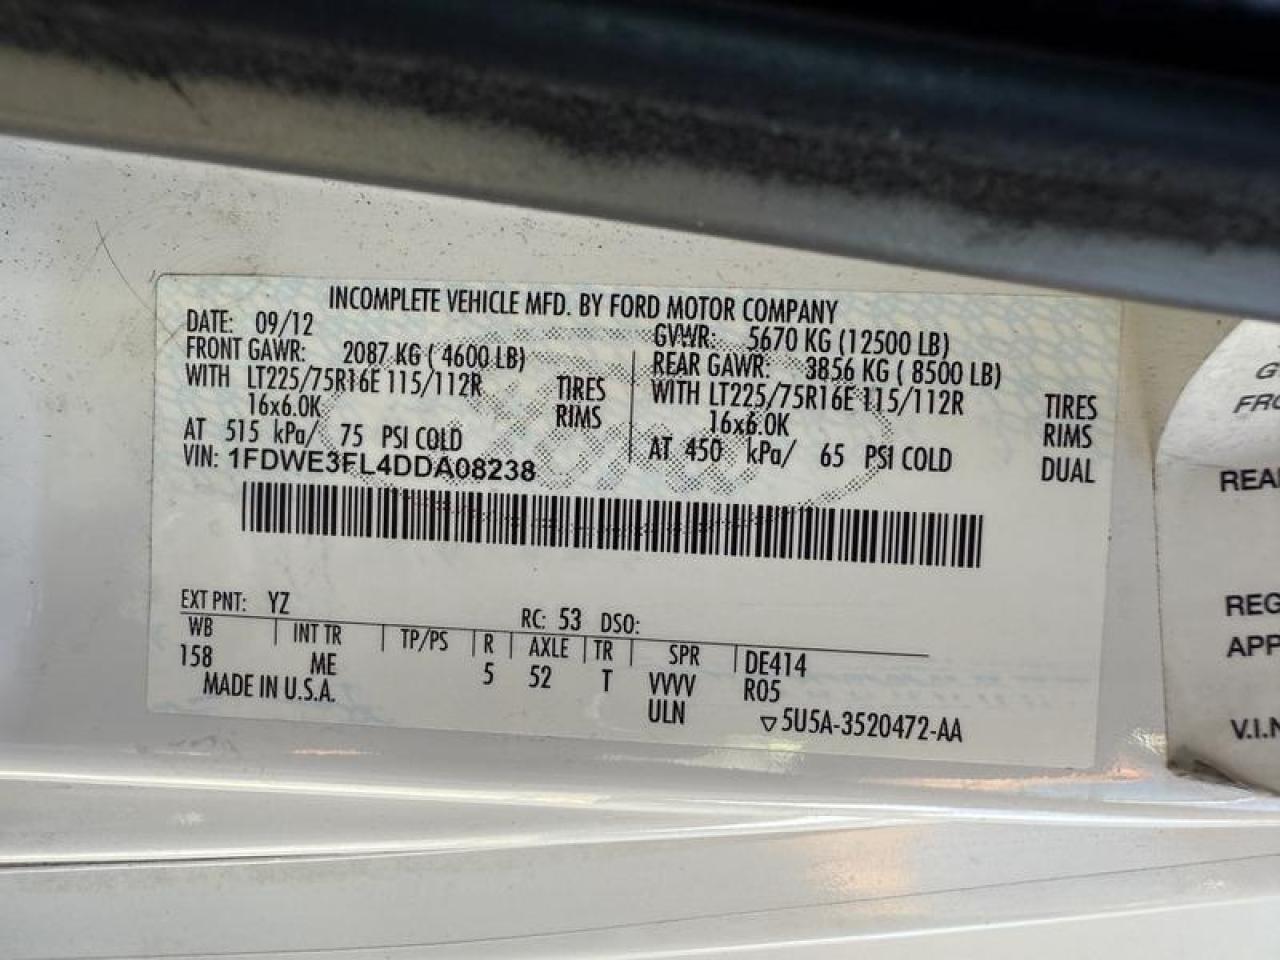 INCOMPLETE VEHICLE MFD. BY FORD MOTOR COMPANY
DATE: 09/12
GVWR: 5670 KG (12500 LB)
FRONT GAWR: 2087 KG ( 4600 LB)
REAR GAWR: 3856 KG ( 8500 LB)
WITH LT225/75R16E 115/112R TIRES
WITH LT225/75R16E 115/112R TIRES
16x6.0K RIMS
16x6.0K RIMS
AT 515 kPa/ 75 PSI COLD
AT 450 kPa/ 65 PSI COLD DUAL
VIN: 1FDWE3FL4DDA08238
EXT PNT: YZ RC: 53 DSO:
WB INT TR TP/PS R AXLE TR SPR DE414
158 ME 5 52 T VVVV R05
MADE IN U.S.A. ULN ▽5U5A-3520472-AA
G
FRO
REA
REG
APP
V.I.N